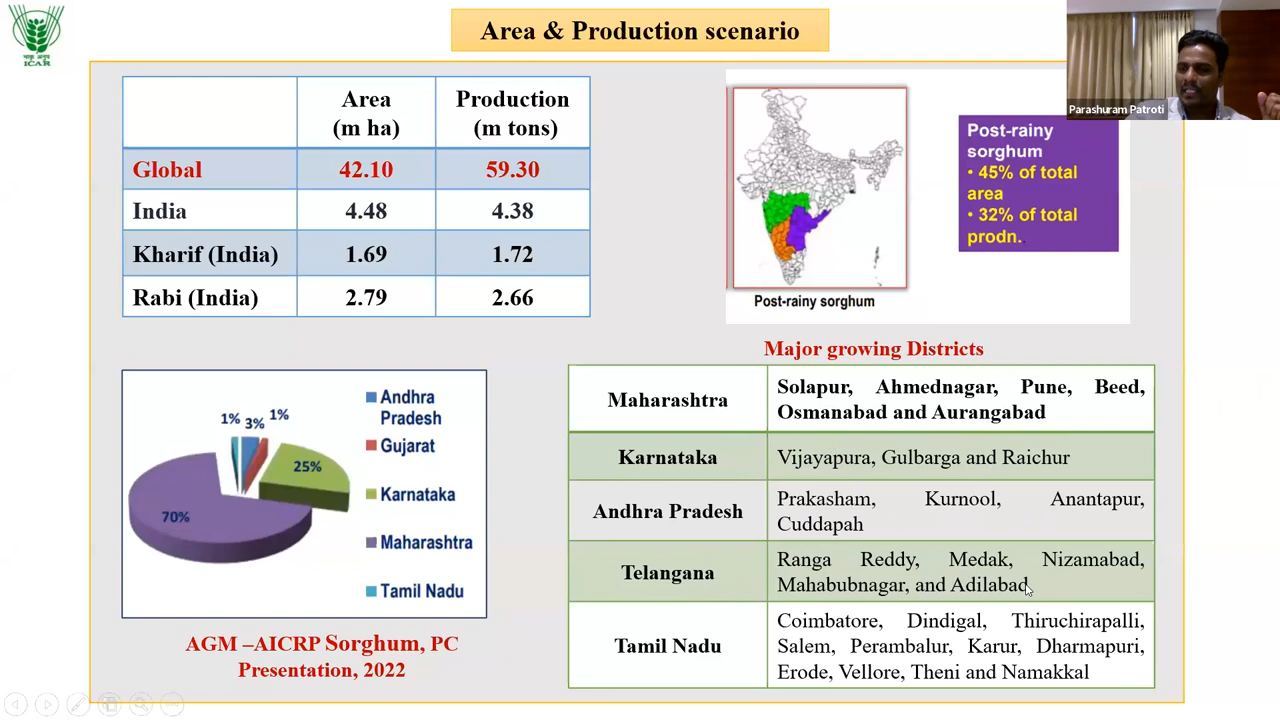 Area & Production scenario
ICAR
Parashuram Patroti
Area
(m ha)
Production
(m tons)
Global 42.10 59.30
India 4.48 4.38
Kharif (India) 1.69 1.72
Rabi (India) 2.79 2.66
Post-rainy sorghum
Post-rainy
sorghum
• 45% of total
area
• 32% of total
prodn..
1% 3% 1%
25%
70%
Andhra
Pradesh
Gujarat
Karnataka
Maharashtra
Tamil Nadu
AGM –AICRP Sorghum, PC
Presentation, 2022
Major growing Districts
Maharashtra
Solapur, Ahmednagar, Pune, Beed,
Osmanabad and Aurangabad
Karnataka
Vijayapura, Gulbarga and Raichur
Andhra Pradesh
Prakasham, Kurnool, Anantapur,
Cuddapah
Telangana
Ranga Reddy, Medak, Nizamabad,
Mahabubnagar, and Adilabad
Tamil Nadu
Coimbatore, Dindigal, Thiruchirapalli,
Salem, Perambalur, Karur, Dharmapuri,
Erode, Vellore, Theni and Namakkal